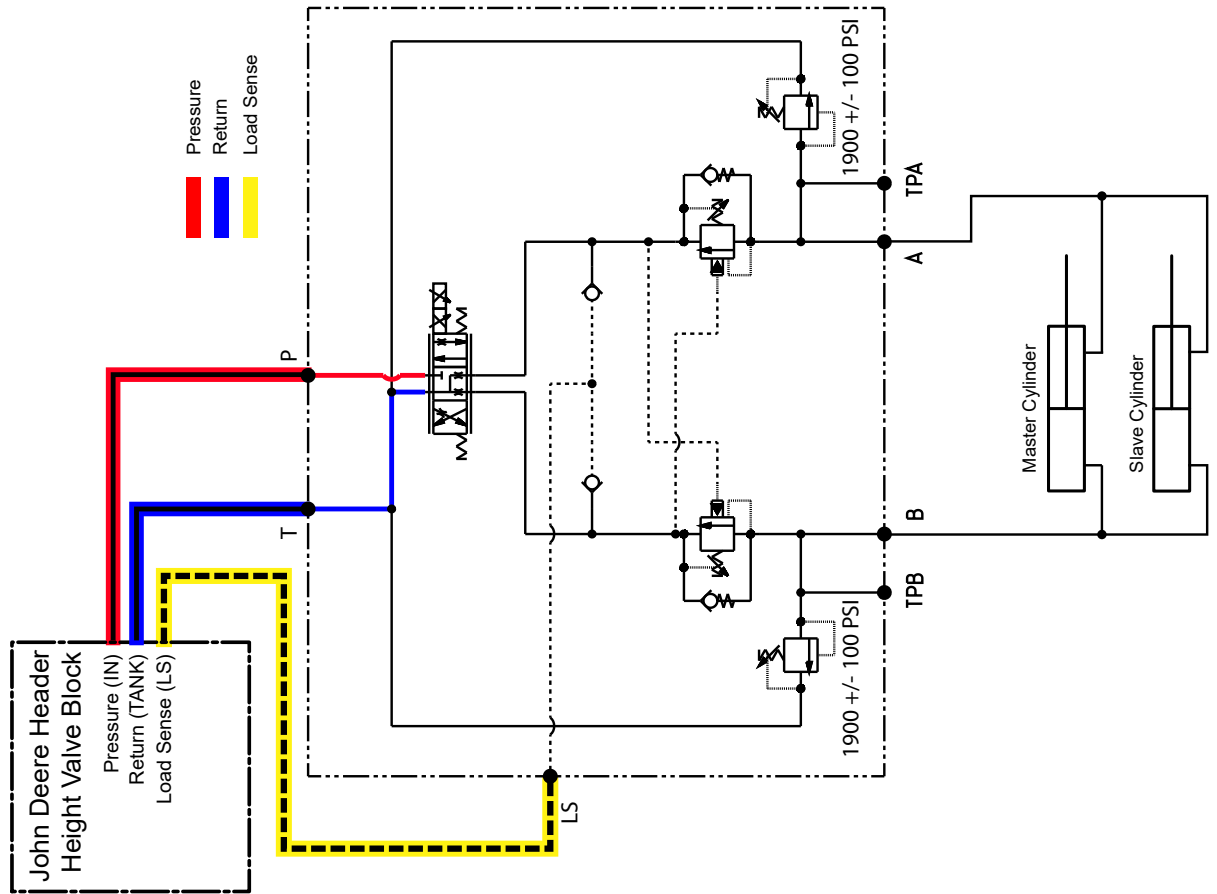 John Deere Header
Height Valve Block
Pressure (IN)
Return (TANK)
Load Sense (LS)
Pressure
Return
Load Sense
T
P
LS
1900 +/- 100 PSI
1900 +/- 100 PSI
TPB
B
A
TPA
Master Cylinder
Slave Cylinder